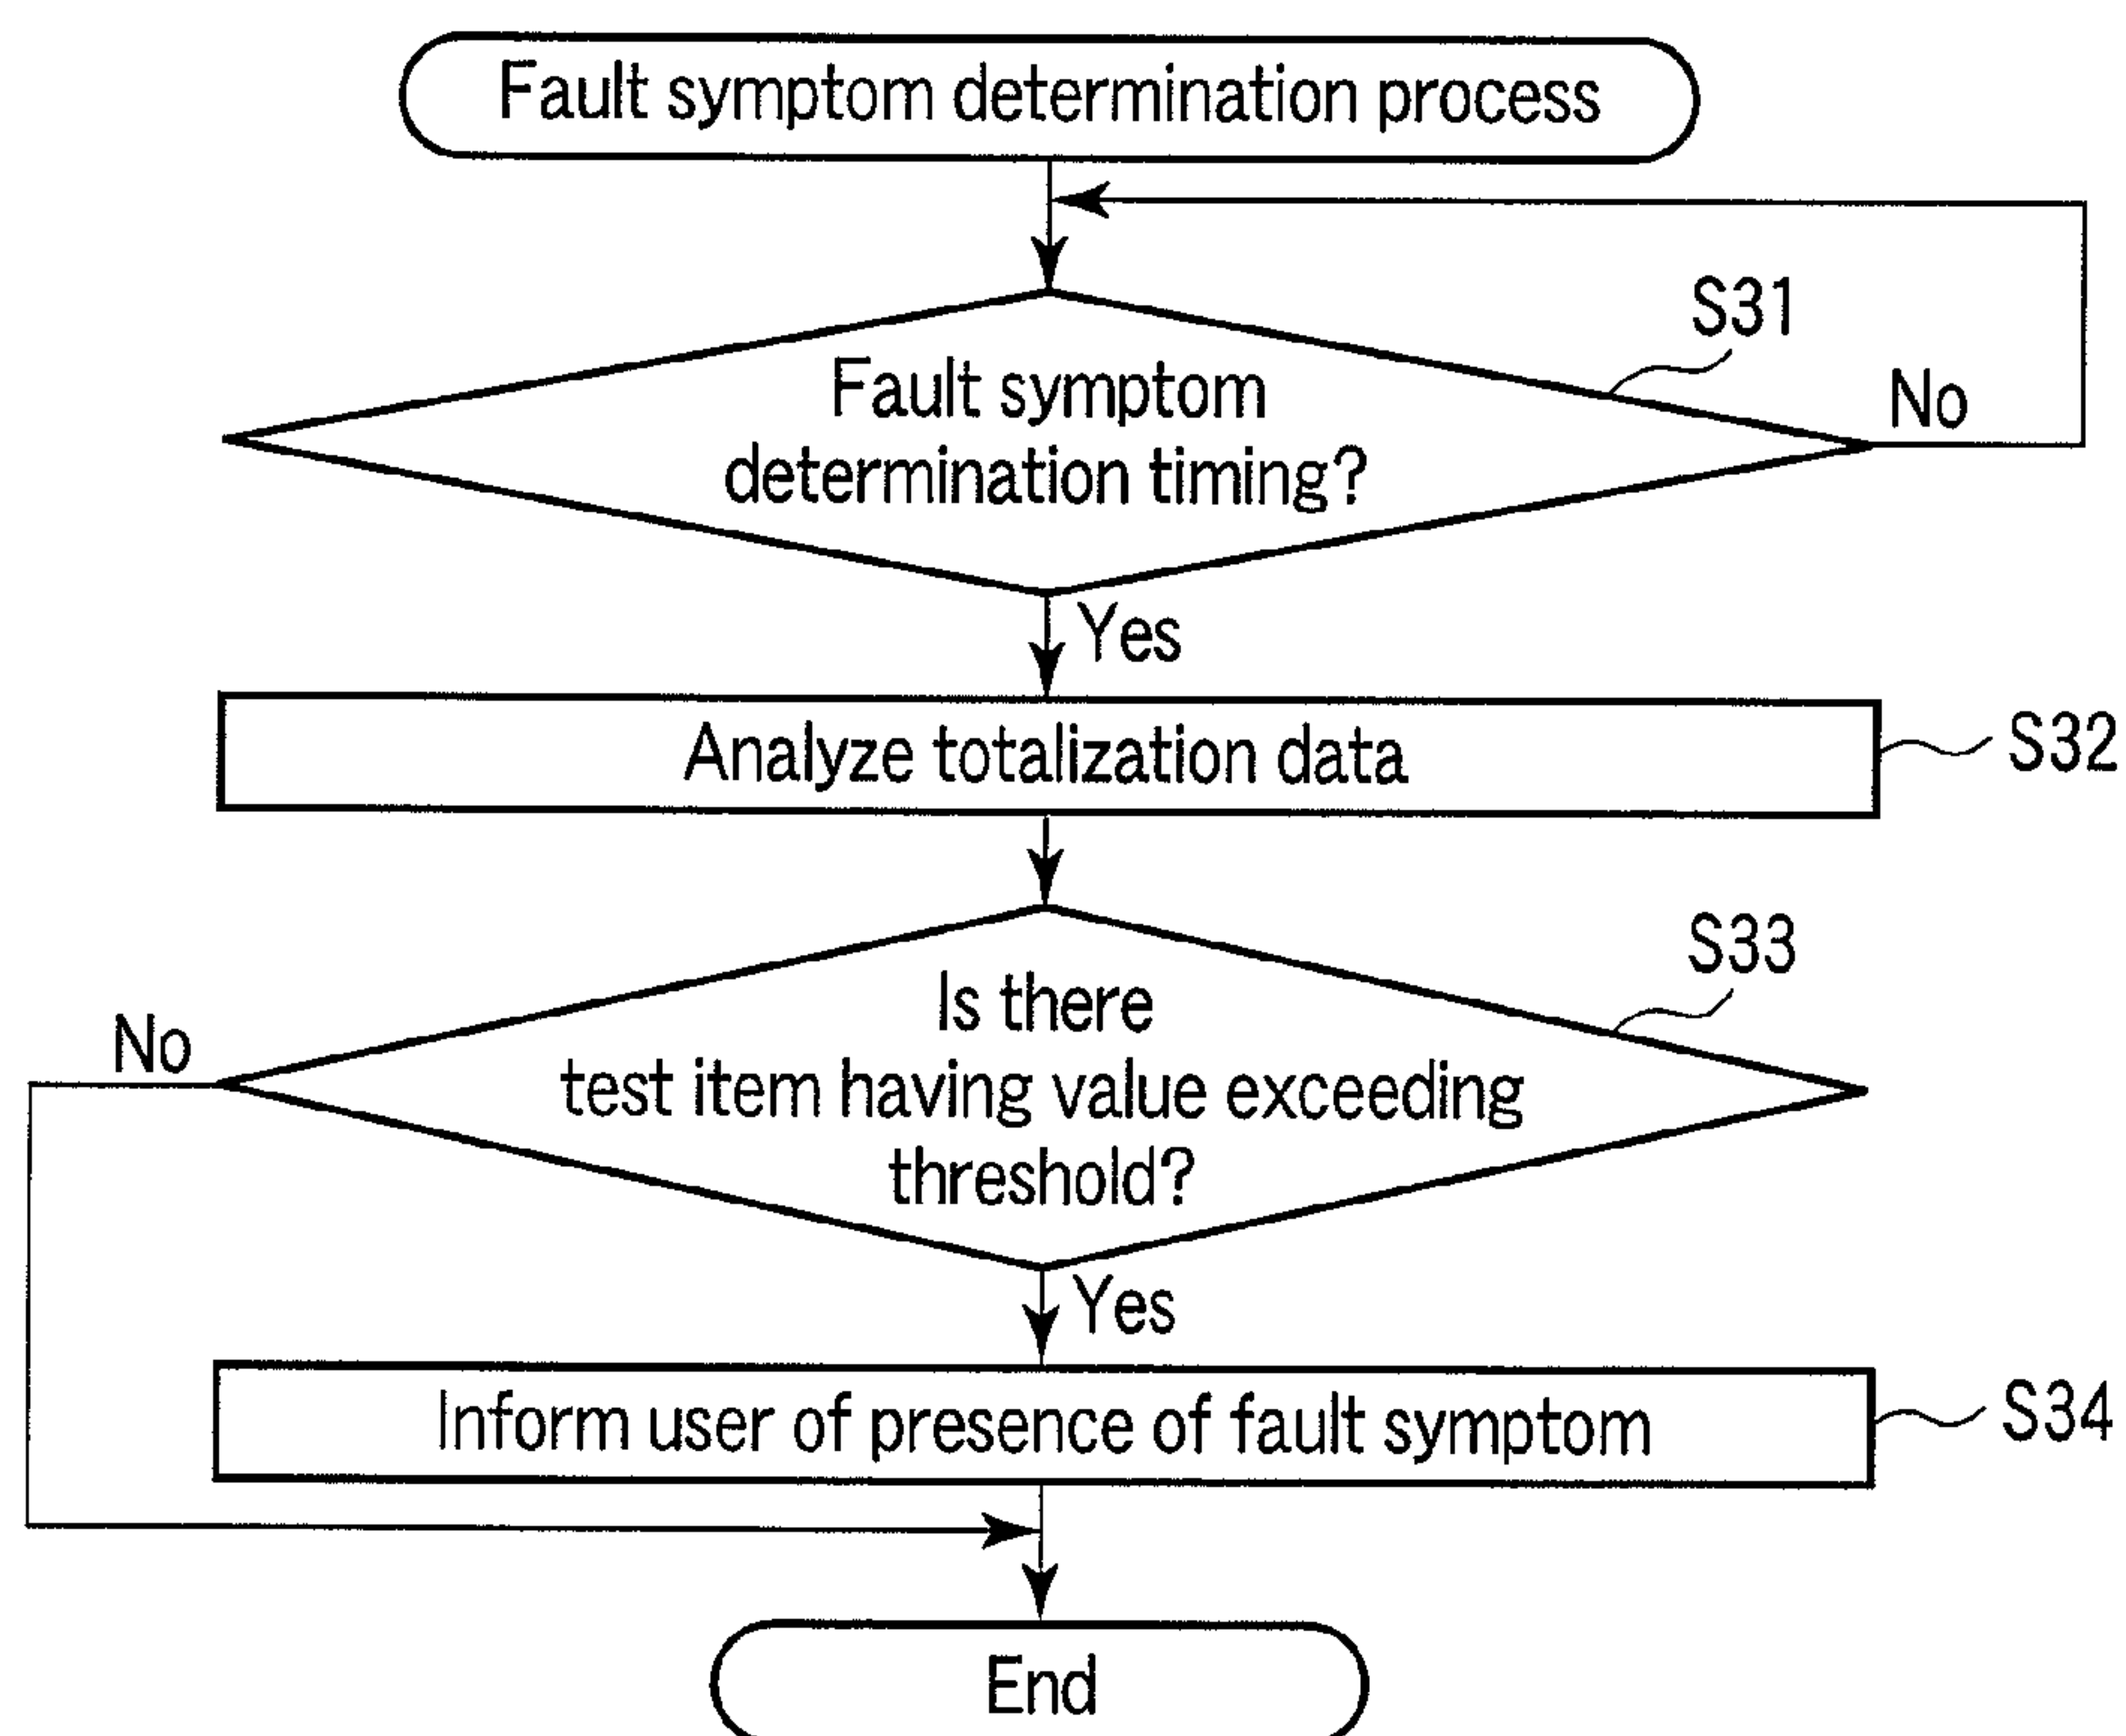 Fault symptom determination process
S31
Fault symptom
determination timing?
No
Yes
Analyze totalization data
S32
S33
Is there
test item having value exceeding
threshold?
No
Yes
Inform user of presence of fault symptom
S34
End